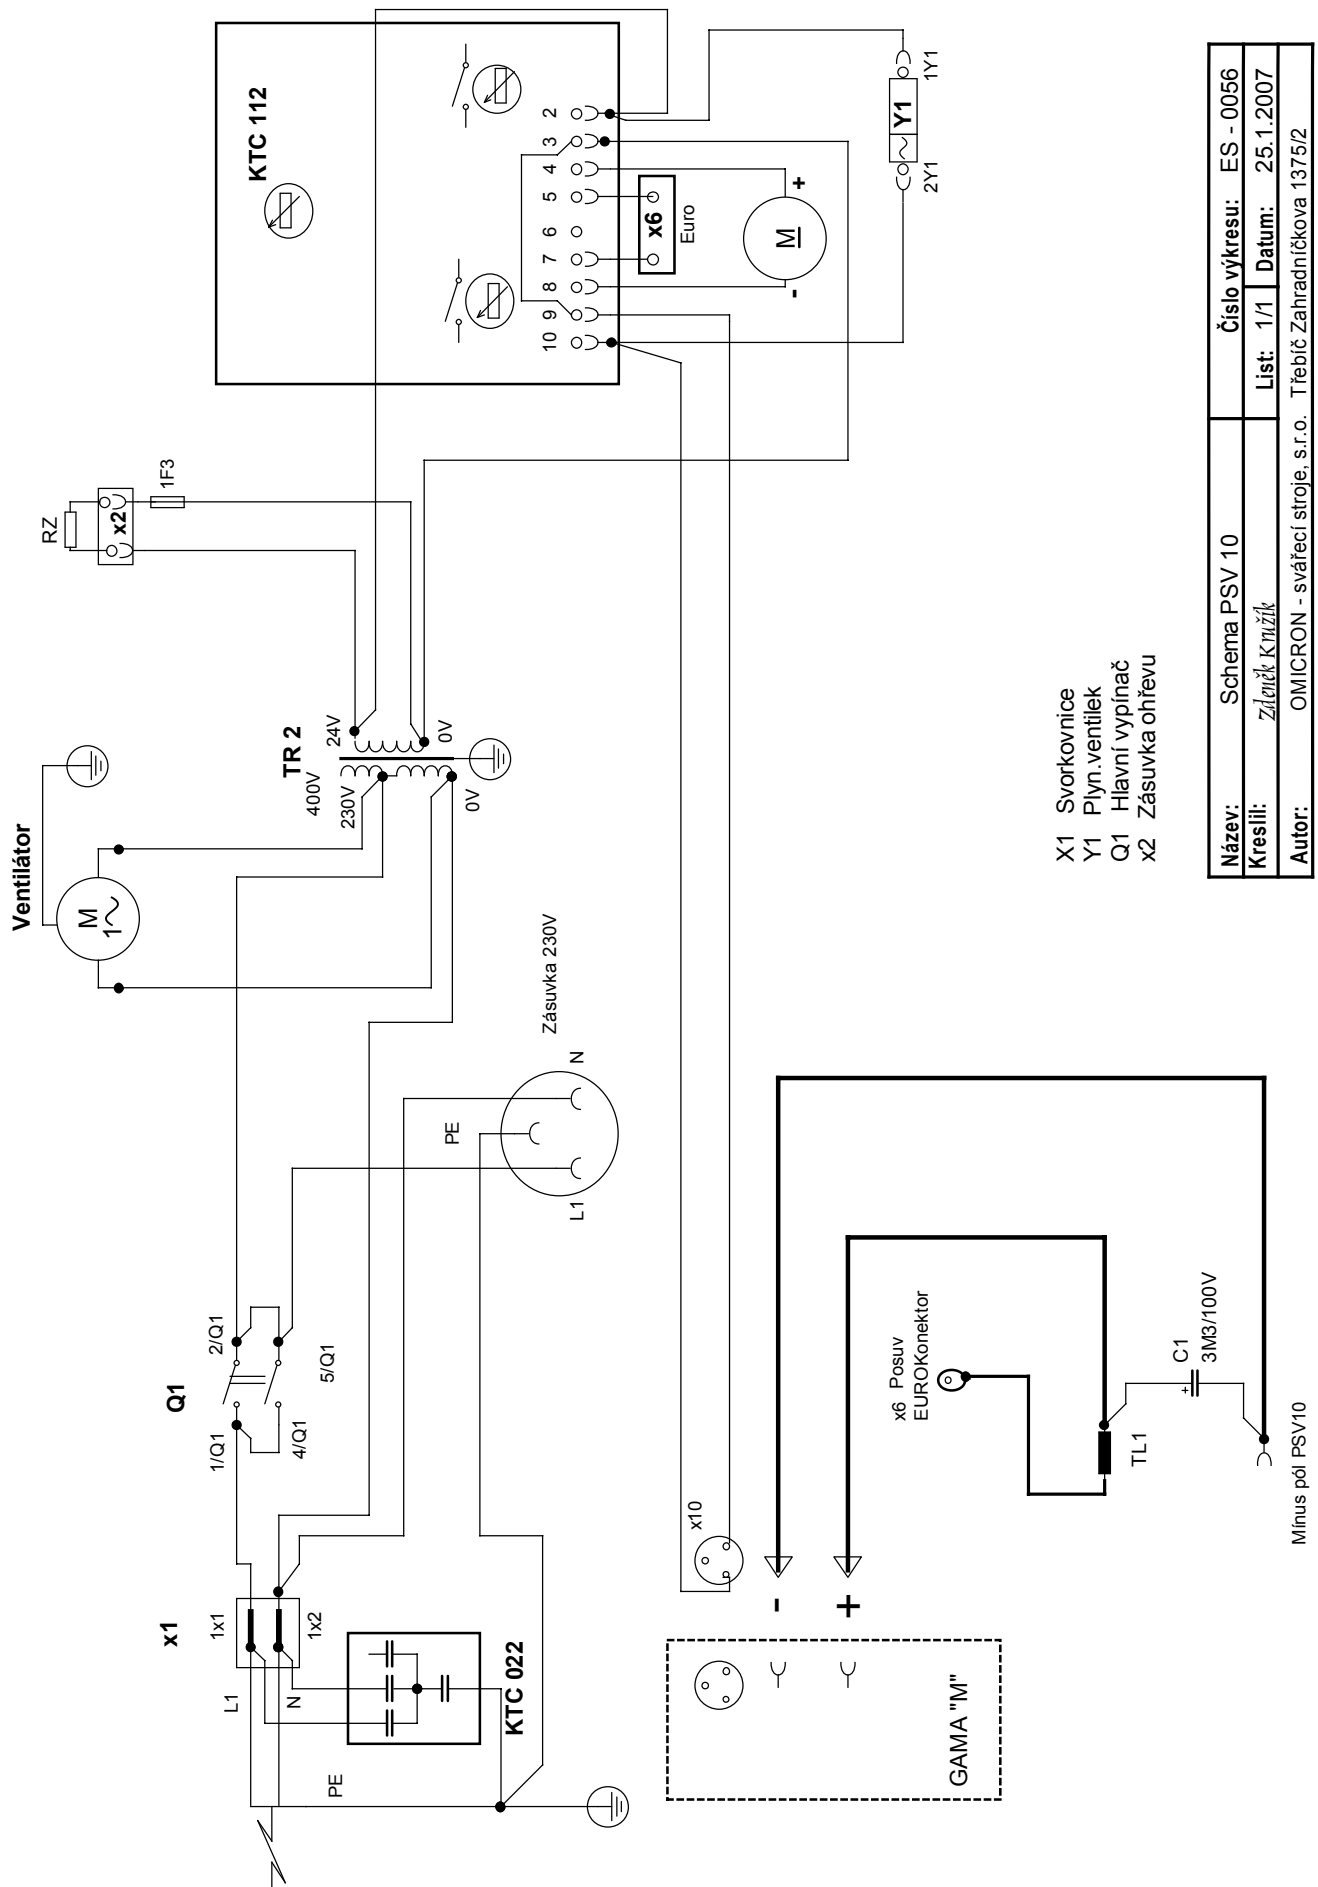 Ventilátor
M
1
TR 2
400V
230V
0V
24V
0V
RZ
x2
1F3
KTC 112
10
9
8
7
6
5
4
3
2
x6
Euro
M
-
+
Y1
2Y1
1Y1
x1
1x1
1x2
L1
N
PE
KTC 022
Q1
1/Q1
2/Q1
4/Q1
5/Q1
PE
L1
N
Zásuvka 230V
x10
-
+
GAMA "M"
x6 Posuv
EUROKonektor
TL1
+
C1
3M3/100V
Mínus pól PSV10
X1 Svorkovnice
Y1 Plyn.ventilek
Q1 Hlavní vypínač
x2 Zásuvka ohřevu
Název: Schema PSV 10 Číslo výkresu: ES - 0056
Kreslil: Zdeněk Kružík List: 1/1 Datum: 25.1.2007
Autor: OMICRON - svářecí stroje, s.r.o. Třebíč Zahradníčkova 1375/2